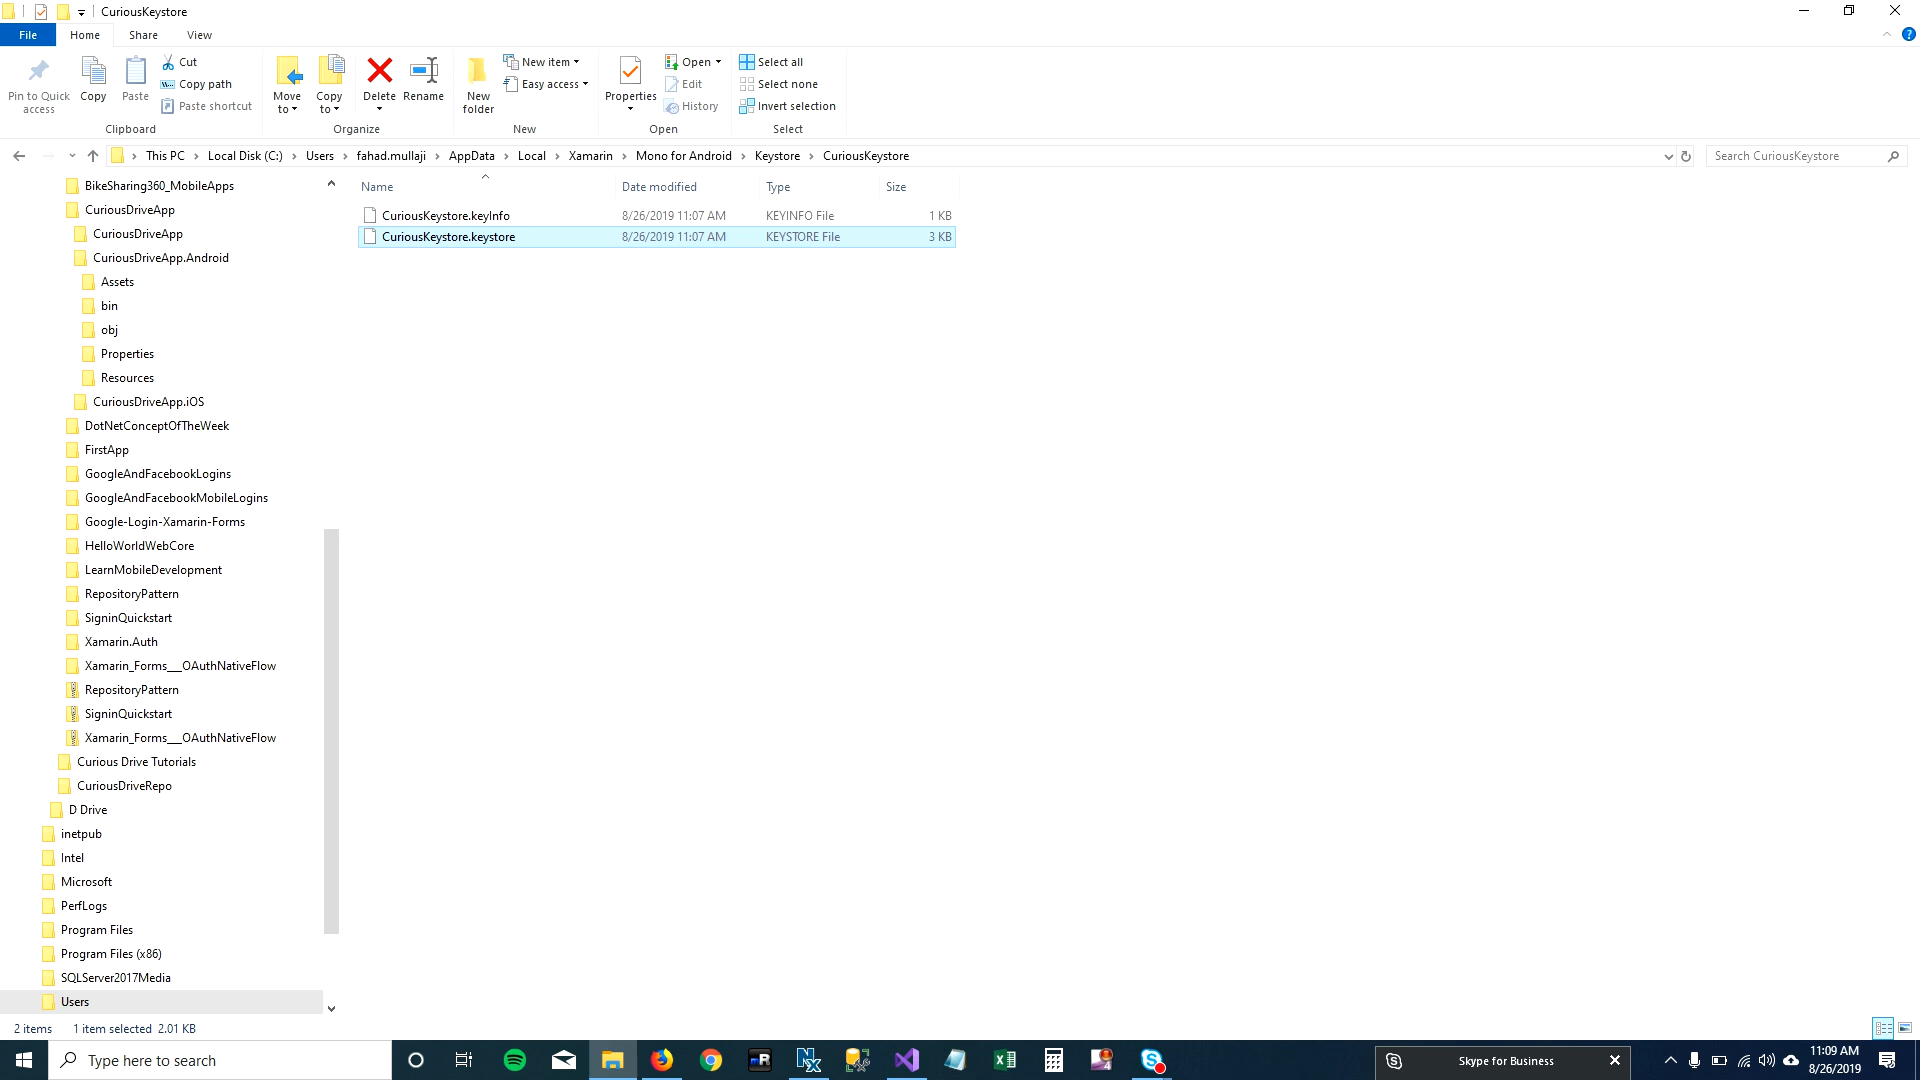 CuriousKeystore
File Home Share View
Pin to Quick access
Copy
Paste
Cut
Copy path
Paste shortcut
Clipboard
Move to
Copy to
Delete
Rename
Organize
New folder
New item
Easy access
New
Properties
Open
Edit
History
Open
Select all
Select none
Invert selection
Select
This PC > Local Disk (C:) > Users > fahad.mullaji > AppData > Local > Xamarin > Mono for Android > Keystore > CuriousKeystore
Search CuriousKeystore
BikeSharing360_MobileApps
CuriousDriveApp
CuriousDriveApp
CuriousDriveApp.Android
Assets
bin
obj
Properties
Resources
CuriousDriveApp.iOS
DotNetConceptOfTheWeek
FirstApp
GoogleAndFacebookLogins
GoogleAndFacebookMobileLogins
Google-Login-Xamarin-Forms
HelloWorldWebCore
LearnMobileDevelopment
RepositoryPattern
SigninQuickstart
Xamarin.Auth
Xamarin_Forms__OAuthNativeFlow
RepositoryPattern
SigninQuickstart
Xamarin_Forms__OAuthNativeFlow
Curious Drive Tutorials
CuriousDriveRepo
D Drive
inetpub
Intel
Microsoft
PerfLogs
Program Files
Program Files (x86)
SQLServer2017Media
Users
Name Date modified Type Size
CuriousKeystore.keyInfo 8/26/2019 11:07 AM KEYINFO File 1 KB
CuriousKeystore.keystore 8/26/2019 11:07 AM KEYSTORE File 3 KB
2 items 1 item selected 2.01 KB
Type here to search
Skype for Business
11:09 AM
8/26/2019